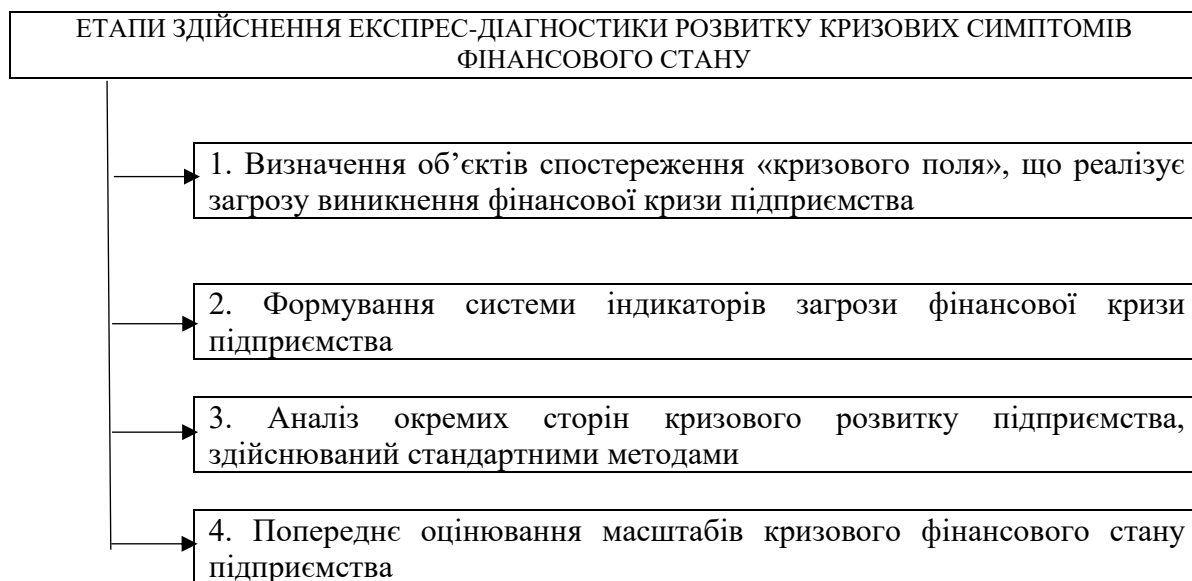 ЕТАПИ ЗДІЙСНЕННЯ ЕКСПРЕС-ДІАГНОСТИКИ РОЗВИТКУ КРИЗОВИХ СИМПТОМІВ
ФІНАНСОВОГО СТАНУ
1. Визначення об’єктів спостереження «кризового поля», що реалізує
загрозу виникнення фінансової кризи підприємства
2. Формування системи індикаторів загрози фінансової кризи
підприємства
3. Аналіз окремих сторін кризового розвитку підприємства,
здійснюваний стандартними методами
4. Попереднє оцінювання масштабів кризового фінансового стану
підприємства